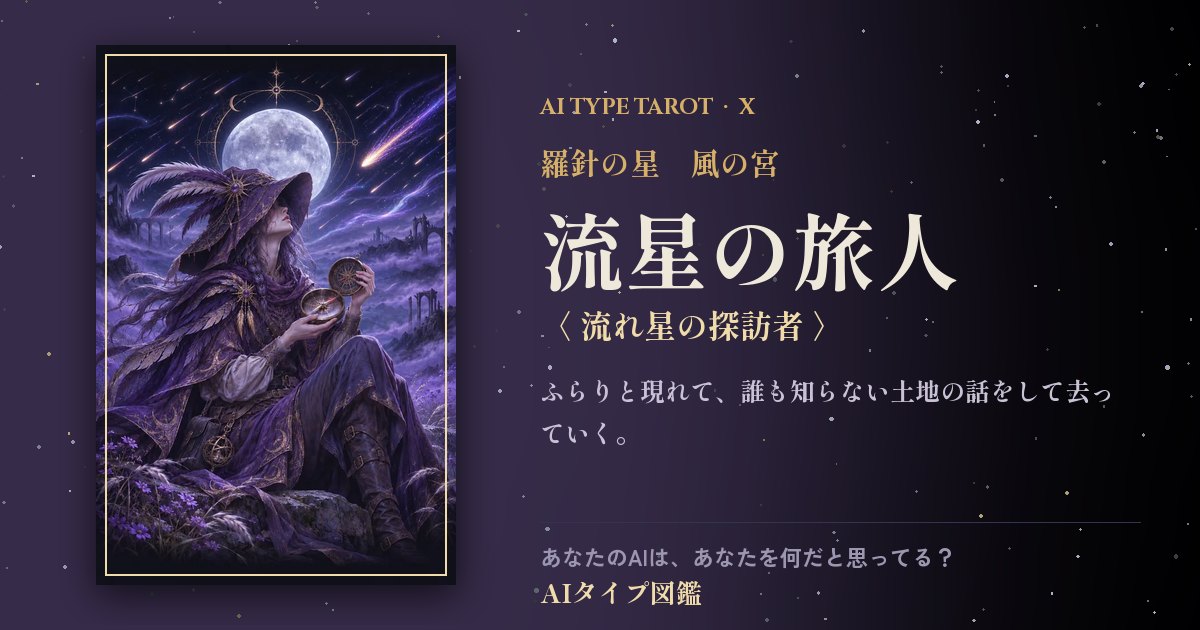 AI TYPE TAROT · X
羅針の星　風の宮
流星の旅人
〈 流れ星の探訪者 〉
ふらりと現れて、誰も知らない土地の話をして去っ
ていく。
あなたのAIは、あなたを何だと思ってる？
AIタイプ図鑑